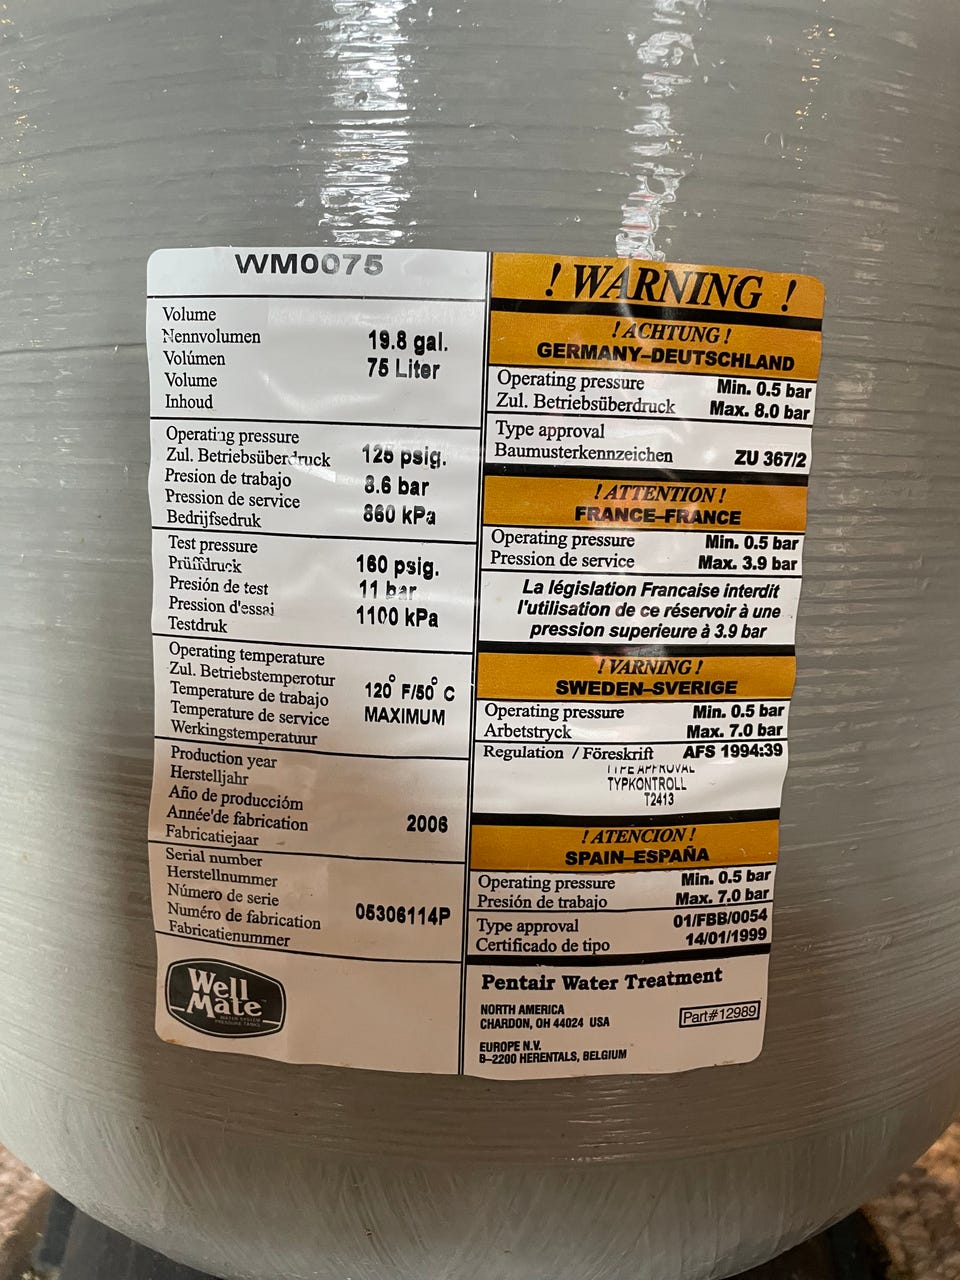 WM0075
Volume
Nennvolumen
Volúmen
Volume
Inhoud
19.8 gal.
75 Liter
Operating pressure
Zul. Betriebsüberdruck
Presion de trabajo
Pression de service
Bedrijfsedruk
125 psig.
8.6 bar
860 kPa
Test pressure
Prüffdruck
Presión de test
Pression d'essai
Testdruk
160 psig.
11 bar
1100 kPa
Operating temperature
Zul. Betriebstemperotur
Temperature de trabajo
Temperature de service
Werkingstemperatuur
120° F/50° C
MAXIMUM
Production year
Herstelljahr
Año de produccióm
Année'de fabrication
Fabricatiejaar
2006
Serial number
Herstellnummer
Número de serie
Numéro de fabrication
Fabricatienummer
05306114P
Well
Mate
WATER SYSTEM
PRESSURE TANKS
! WARNING !
! ACHTUNG !
GERMANY–DEUTSCHLAND
Operating pressure Min. 0.5 bar
Zul. Betriebsüberdruck Max. 8.0 bar
Type approval
Baumusterkennzeichen ZU 367/2
! ATTENTION !
FRANCE–FRANCE
Operating pressure Min. 0.5 bar
Pression de service Max. 3.9 bar
La législation Francaise interdit
l'utilisation de ce réservoir à une
pression superieure à 3.9 bar
! VARNING !
SWEDEN–SVERIGE
Operating pressure Min. 0.5 bar
Arbetstryck Max. 7.0 bar
Regulation / Föreskrift AFS 1994:39
TYPE APPROVAL
TYPKONTROLL
T2413
! ATENCION !
SPAIN–ESPAÑA
Operating pressure Min. 0.5 bar
Presión de trabajo Max. 7.0 bar
Type approval 01/FBB/0054
Certificado de tipo 14/01/1999
Pentair Water Treatment
NORTH AMERICA
CHARDON, OH 44024 USA
Part#12989
EUROPE N.V.
B–2200 HERENTALS, BELGIUM